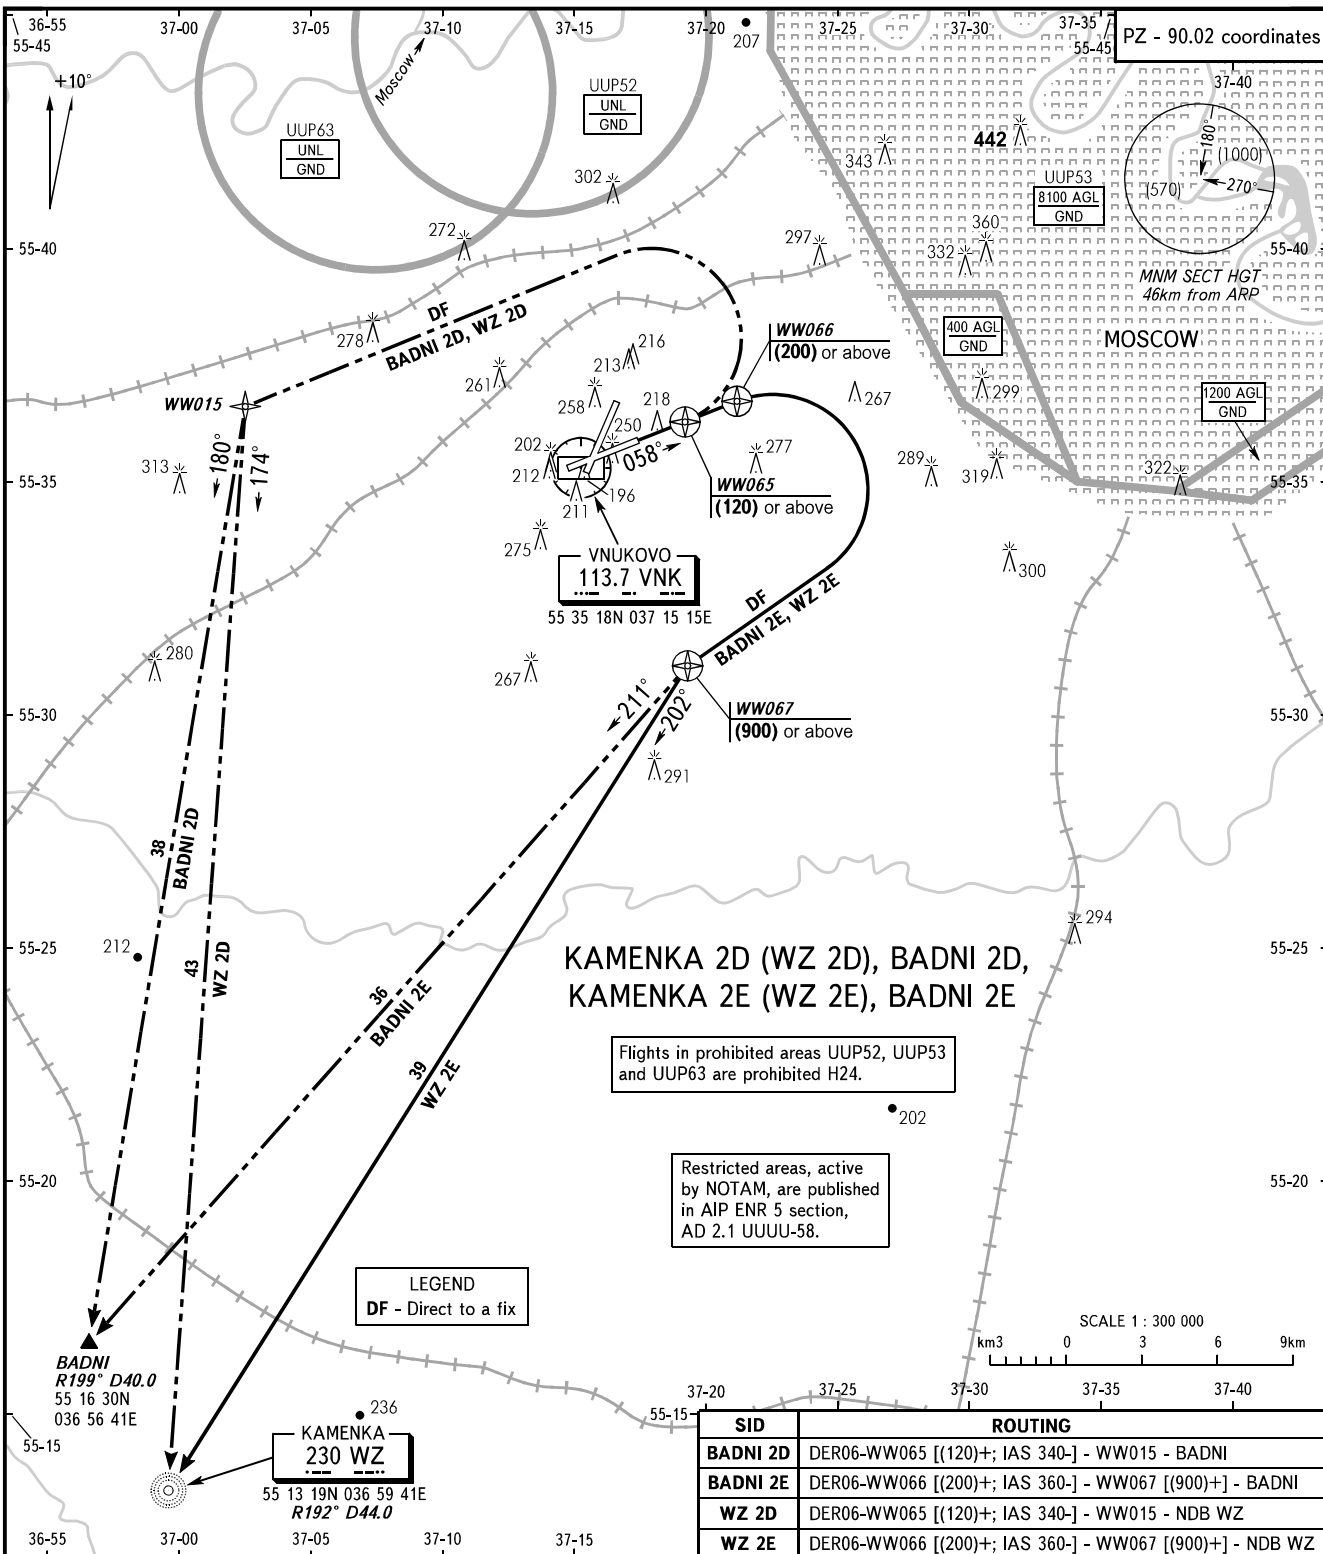 36-55
37-00
37-05
37-10
37-15
37-20
37-25
37-30
37-35
55-45
55-45
PZ - 90.02 coordinates
37-40
+10°
Moscow
207
UUP52
UNL
GND
UUP63
UNL
GND
302
272
343
442
UUP53
8100 AGL
GND
180°
(1000)
(570)
270°
360
332
297
55-40
55-40
MNM SECT HGT
46km from ARP
MOSCOW
400 AGL
GND
299
1200 AGL
GND
DF
BADNI 2D, WZ 2D
278
WW066
(200) or above
216
213
261
258
218
250
267
WW015
180°
174°
313
202
212
058°
277
289
319
322
55-35
55-35
196
211
WW065
(120) or above
275
VNUKOVO
113.7 VNK
55 35 18N 037 15 15E
300
DF
BADNI 2E, WZ 2E
280
267
211°
202°
WW067
(900) or above
55-30
55-30
291
38
BADNI 2D
43
WZ 2D
294
212
55-25
55-25
36
BADNI 2E
39
WZ 2E
KAMENKA 2D (WZ 2D), BADNI 2D,
KAMENKA 2E (WZ 2E), BADNI 2E
Flights in prohibited areas UUP52, UUP53
and UUP63 are prohibited H24.
202
Restricted areas, active
by NOTAM, are published
in AIP ENR 5 section,
AD 2.1 UUUU-58.
55-20
55-20
LEGEND
DF - Direct to a fix
SCALE 1 : 300 000
km3 0 3 6 9km
BADNI
R199° D40.0
55 16 30N
036 56 41E
37-20
37-25
37-30
37-35
37-40
236
55-15
55-15
KAMENKA
230 WZ
55 13 19N 036 59 41E
R192° D44.0
36-55
37-00
37-05
37-10
37-15
SID ROUTING
BADNI 2D DER06-WW065 [(120)+; IAS 340-] - WW015 - BADNI
BADNI 2E DER06-WW066 [(200)+; IAS 360-] - WW067 [(900)+] - BADNI
WZ 2D DER06-WW065 [(120)+; IAS 340-] - WW015 - NDB WZ
WZ 2E DER06-WW066 [(200)+; IAS 360-] - WW067 [(900)+] - NDB WZ